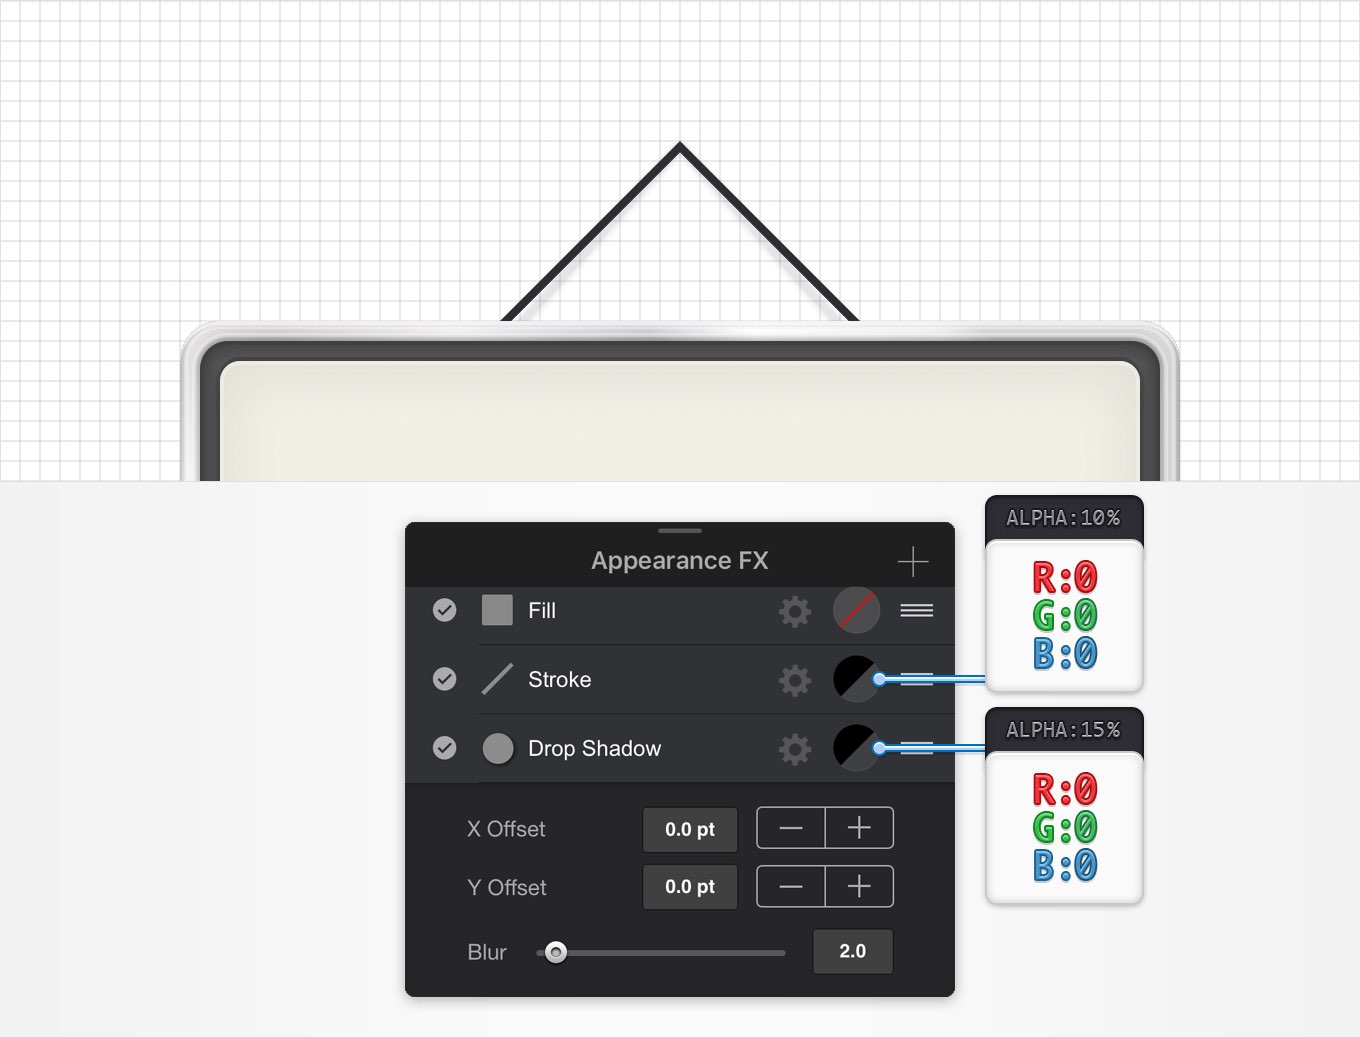 ALPHA:10%
R:0
G:0
B:0
Appearance FX
Fill
Stroke
Drop Shadow
ALPHA:15%
R:0
G:0
B:0
X Offset 0.0 pt
Y Offset 0.0 pt
Blur 2.0